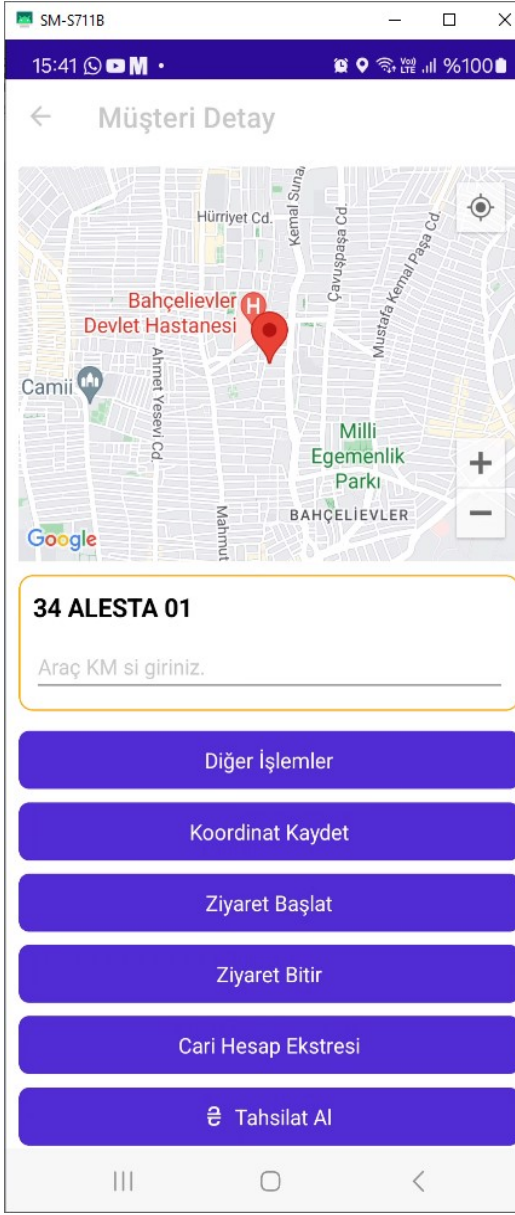 SM-S711B
15:41
VoI) LTE %100
Müşteri Detay
Hürriyet Cd.
Kemal Sunal
Çavuşpaşa Cd.
Mustafa Kemal Paşa Cd.
Bahçelievler
Devlet Hastanesi
H
Camii
Ahmet Yesevi Cd.
Milli
Egemenlik
Parkı
Mahmut
BAHÇELİEVLER
Google
34 ALESTA 01
Araç KM si giriniz.
Diğer İşlemler
Koordinat Kaydet
Ziyaret Başlat
Ziyaret Bitir
Cari Hesap Ekstresi
₴ Tahsilat Al